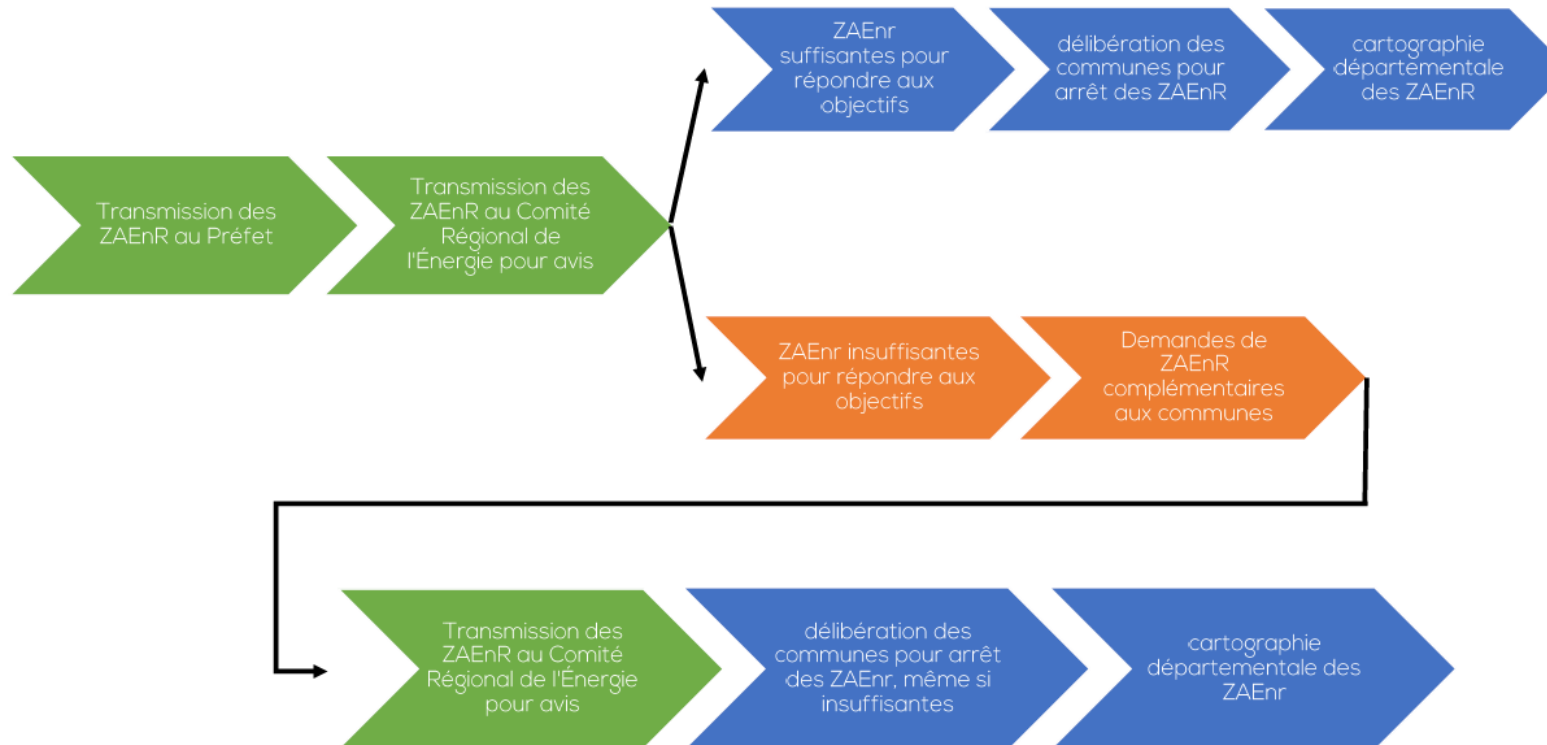 Transmission des
ZAEnR au Préfet
Transmission des
ZAEnR au Comité
Régional de
l'Énergie pour avis
ZAEnr
suffisantes pour
répondre aux
objectifs
délibération des
communes pour
arrêt des ZAEnR
cartographie
départementale
des ZAEnR
ZAEnr insuffisantes
pour répondre aux
objectifs
Demandes de
ZAEnR
complémentaires
aux communes
Transmission des
ZAEnR au Comité
Régional de l'Énergie
pour avis
délibération des
communes pour arrêt
des ZAEnr, même si
insuffisantes
cartographie
départementale des
ZAEnr